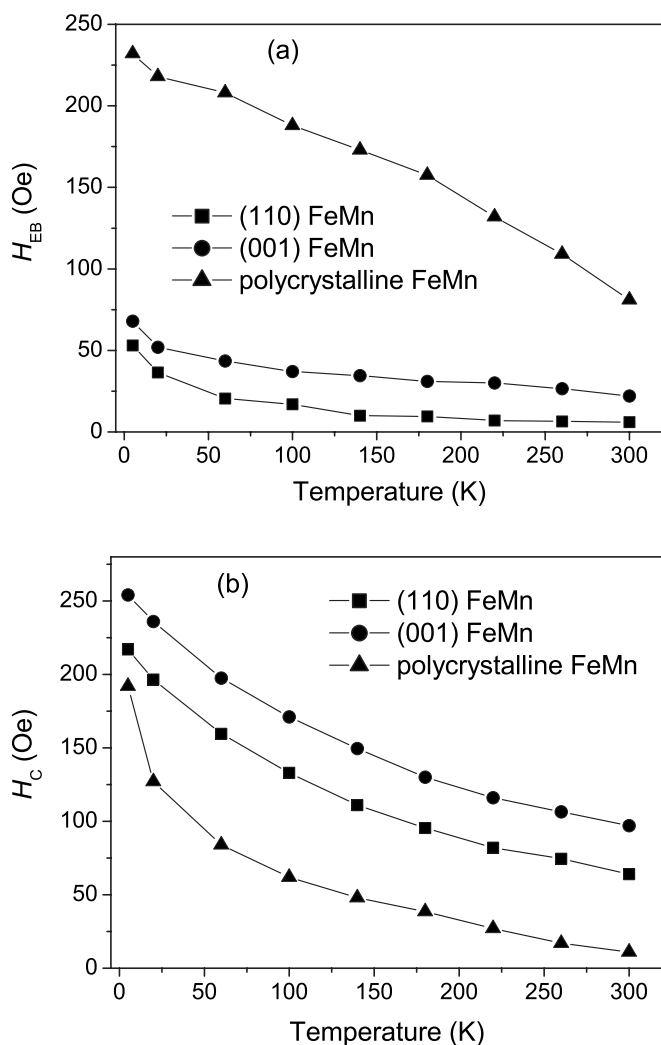 (a)
250
200
150
100
50
0
H_EB (Oe)
(110) FeMn
(001) FeMn
polycrystalline FeMn
0 50 100 150 200 250 300
Temperature (K)
(b)
250
200
150
100
50
0
H_C (Oe)
(110) FeMn
(001) FeMn
polycrystalline FeMn
0 50 100 150 200 250 300
Temperature (K)